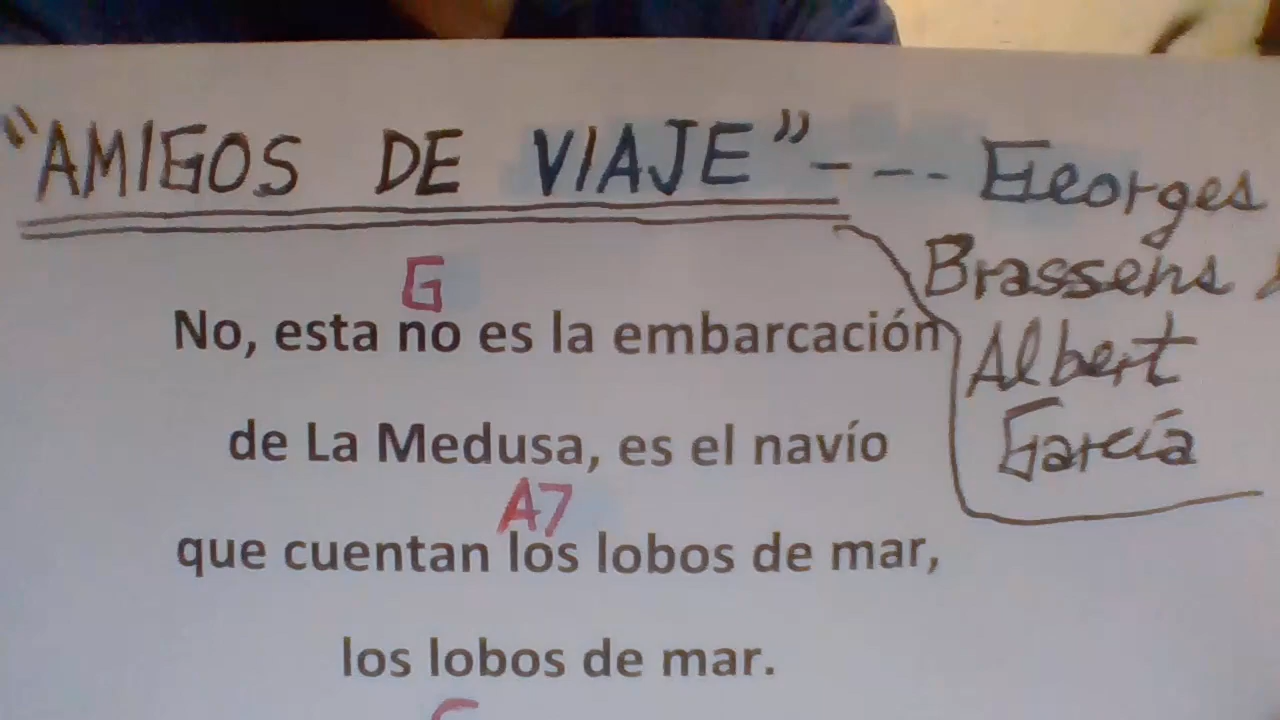 "AMIGOS DE VIAJE" - - - Georges
Brassens
Albert
García
G
No, esta no es la embarcación
de La Medusa, es el navío
A7
que cuentan los lobos de mar,
los lobos de mar.